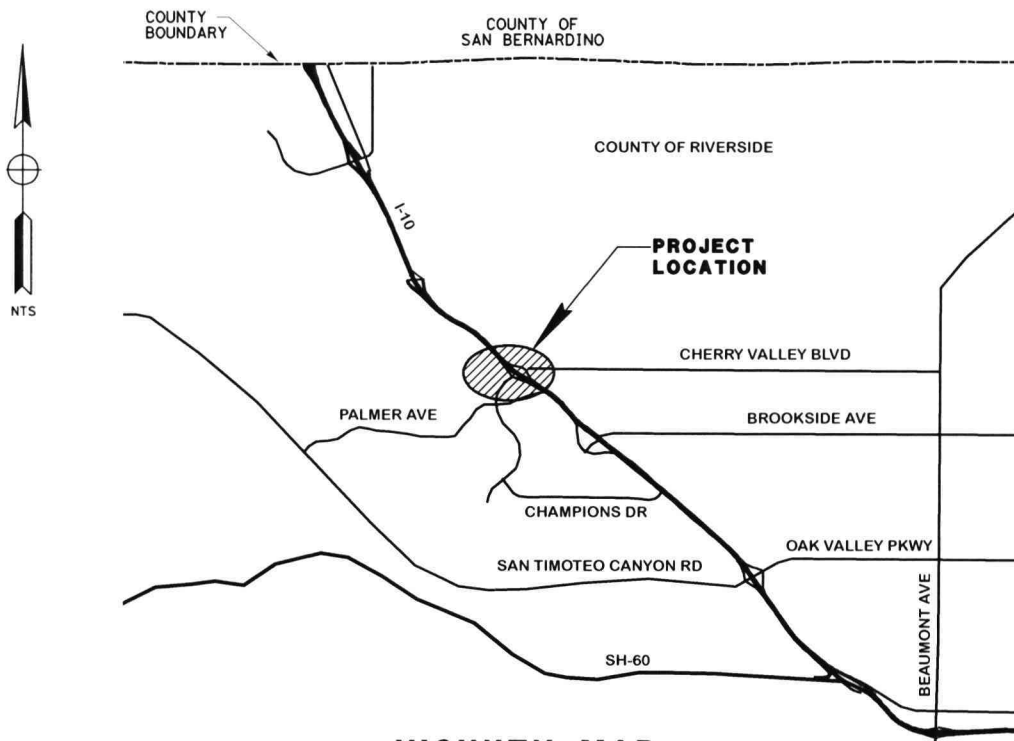 COUNTY
BOUNDARY
COUNTY OF
SAN BERNARDINO
COUNTY OF RIVERSIDE
I-10
PROJECT
LOCATION
NTS
CHERRY VALLEY BLVD
PALMER AVE
BROOKSIDE AVE
CHAMPIONS DR
OAK VALLEY PKWY
SAN TIMOTEO CANYON RD
BEAUMONT AVE
SH-60